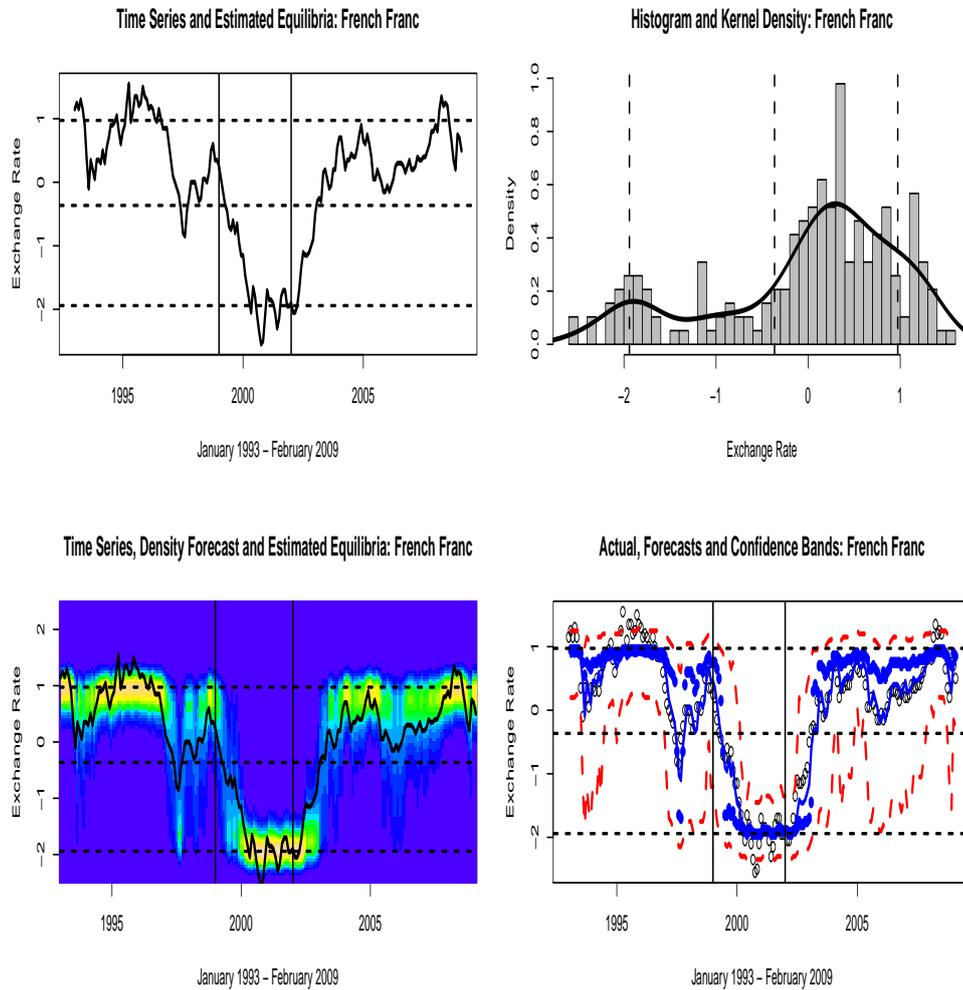 Time Series and Estimated Equilibria: French Franc
Exchange Rate
1
0
−1
−2
1995
2000
2005
January 1993 − February 2009
Histogram and Kernel Density: French Franc
Density
1.0
0.8
0.6
0.4
0.2
0.0
−2
−1
0
1
Exchange Rate
Time Series, Density Forecast and Estimated Equilibria: French Franc
Exchange Rate
2
1
0
−1
−2
1995
2000
2005
January 1993 − February 2009
Actual, Forecasts and Confidence Bands: French Franc
Exchange Rate
1
0
−1
−2
1995
2000
2005
January 1993 − February 2009